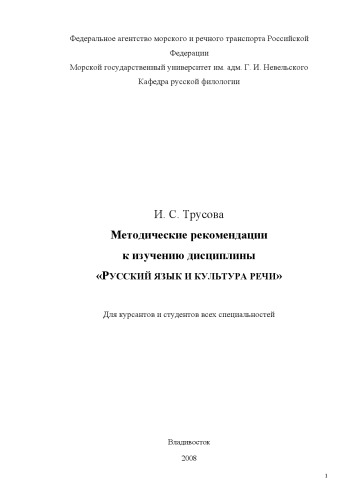 Федеральное агентство морского и речного транспорта Российской
Федерации
Морской государственный университет им. адм. Г. И. Невельского
Кафедра русской филологии
И. С. Трусова
Методические рекомендации
к изучению дисциплины
«РУССКИЙ ЯЗЫК И КУЛЬТУРА РЕЧИ»
Для курсантов и студентов всех специальностей
Владивосток
2008
1